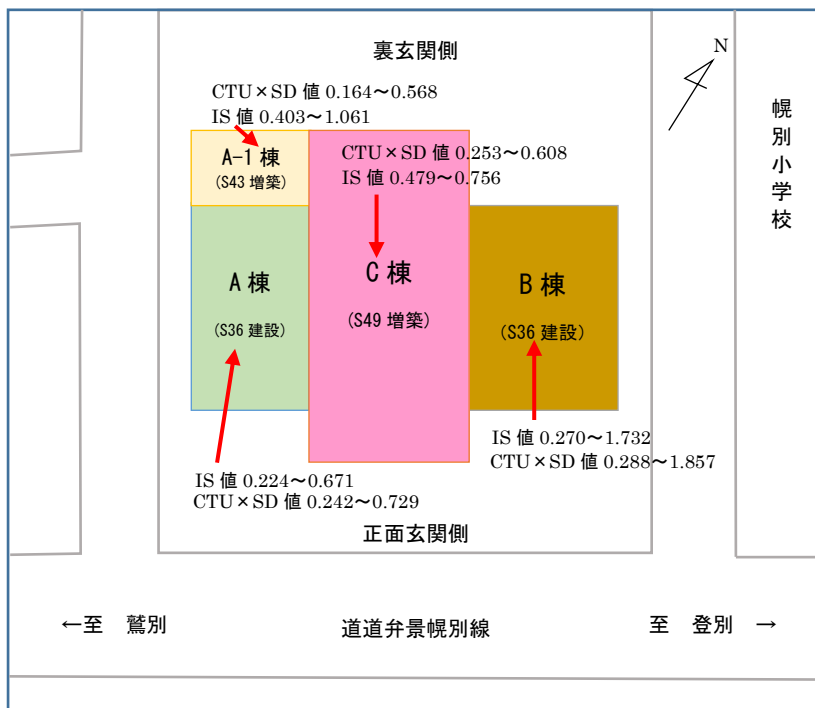 裏玄関側
N
CTU×SD 値 0.164～0.568
IS 値 0.403～1.061
A-1 棟
(S43 増築)
CTU×SD 値 0.253～0.608
IS 値 0.479～0.756
幌別小学校
A 棟
(S36 建設)
C 棟
(S49 増築)
B 棟
(S36 建設)
IS 値 0.224～0.671
CTU×SD 値 0.242～0.729
IS 値 0.270～1.732
CTU×SD 値 0.288～1.857
正面玄関側
←至 鷲別
道道弁景幌別線
至 登別 →